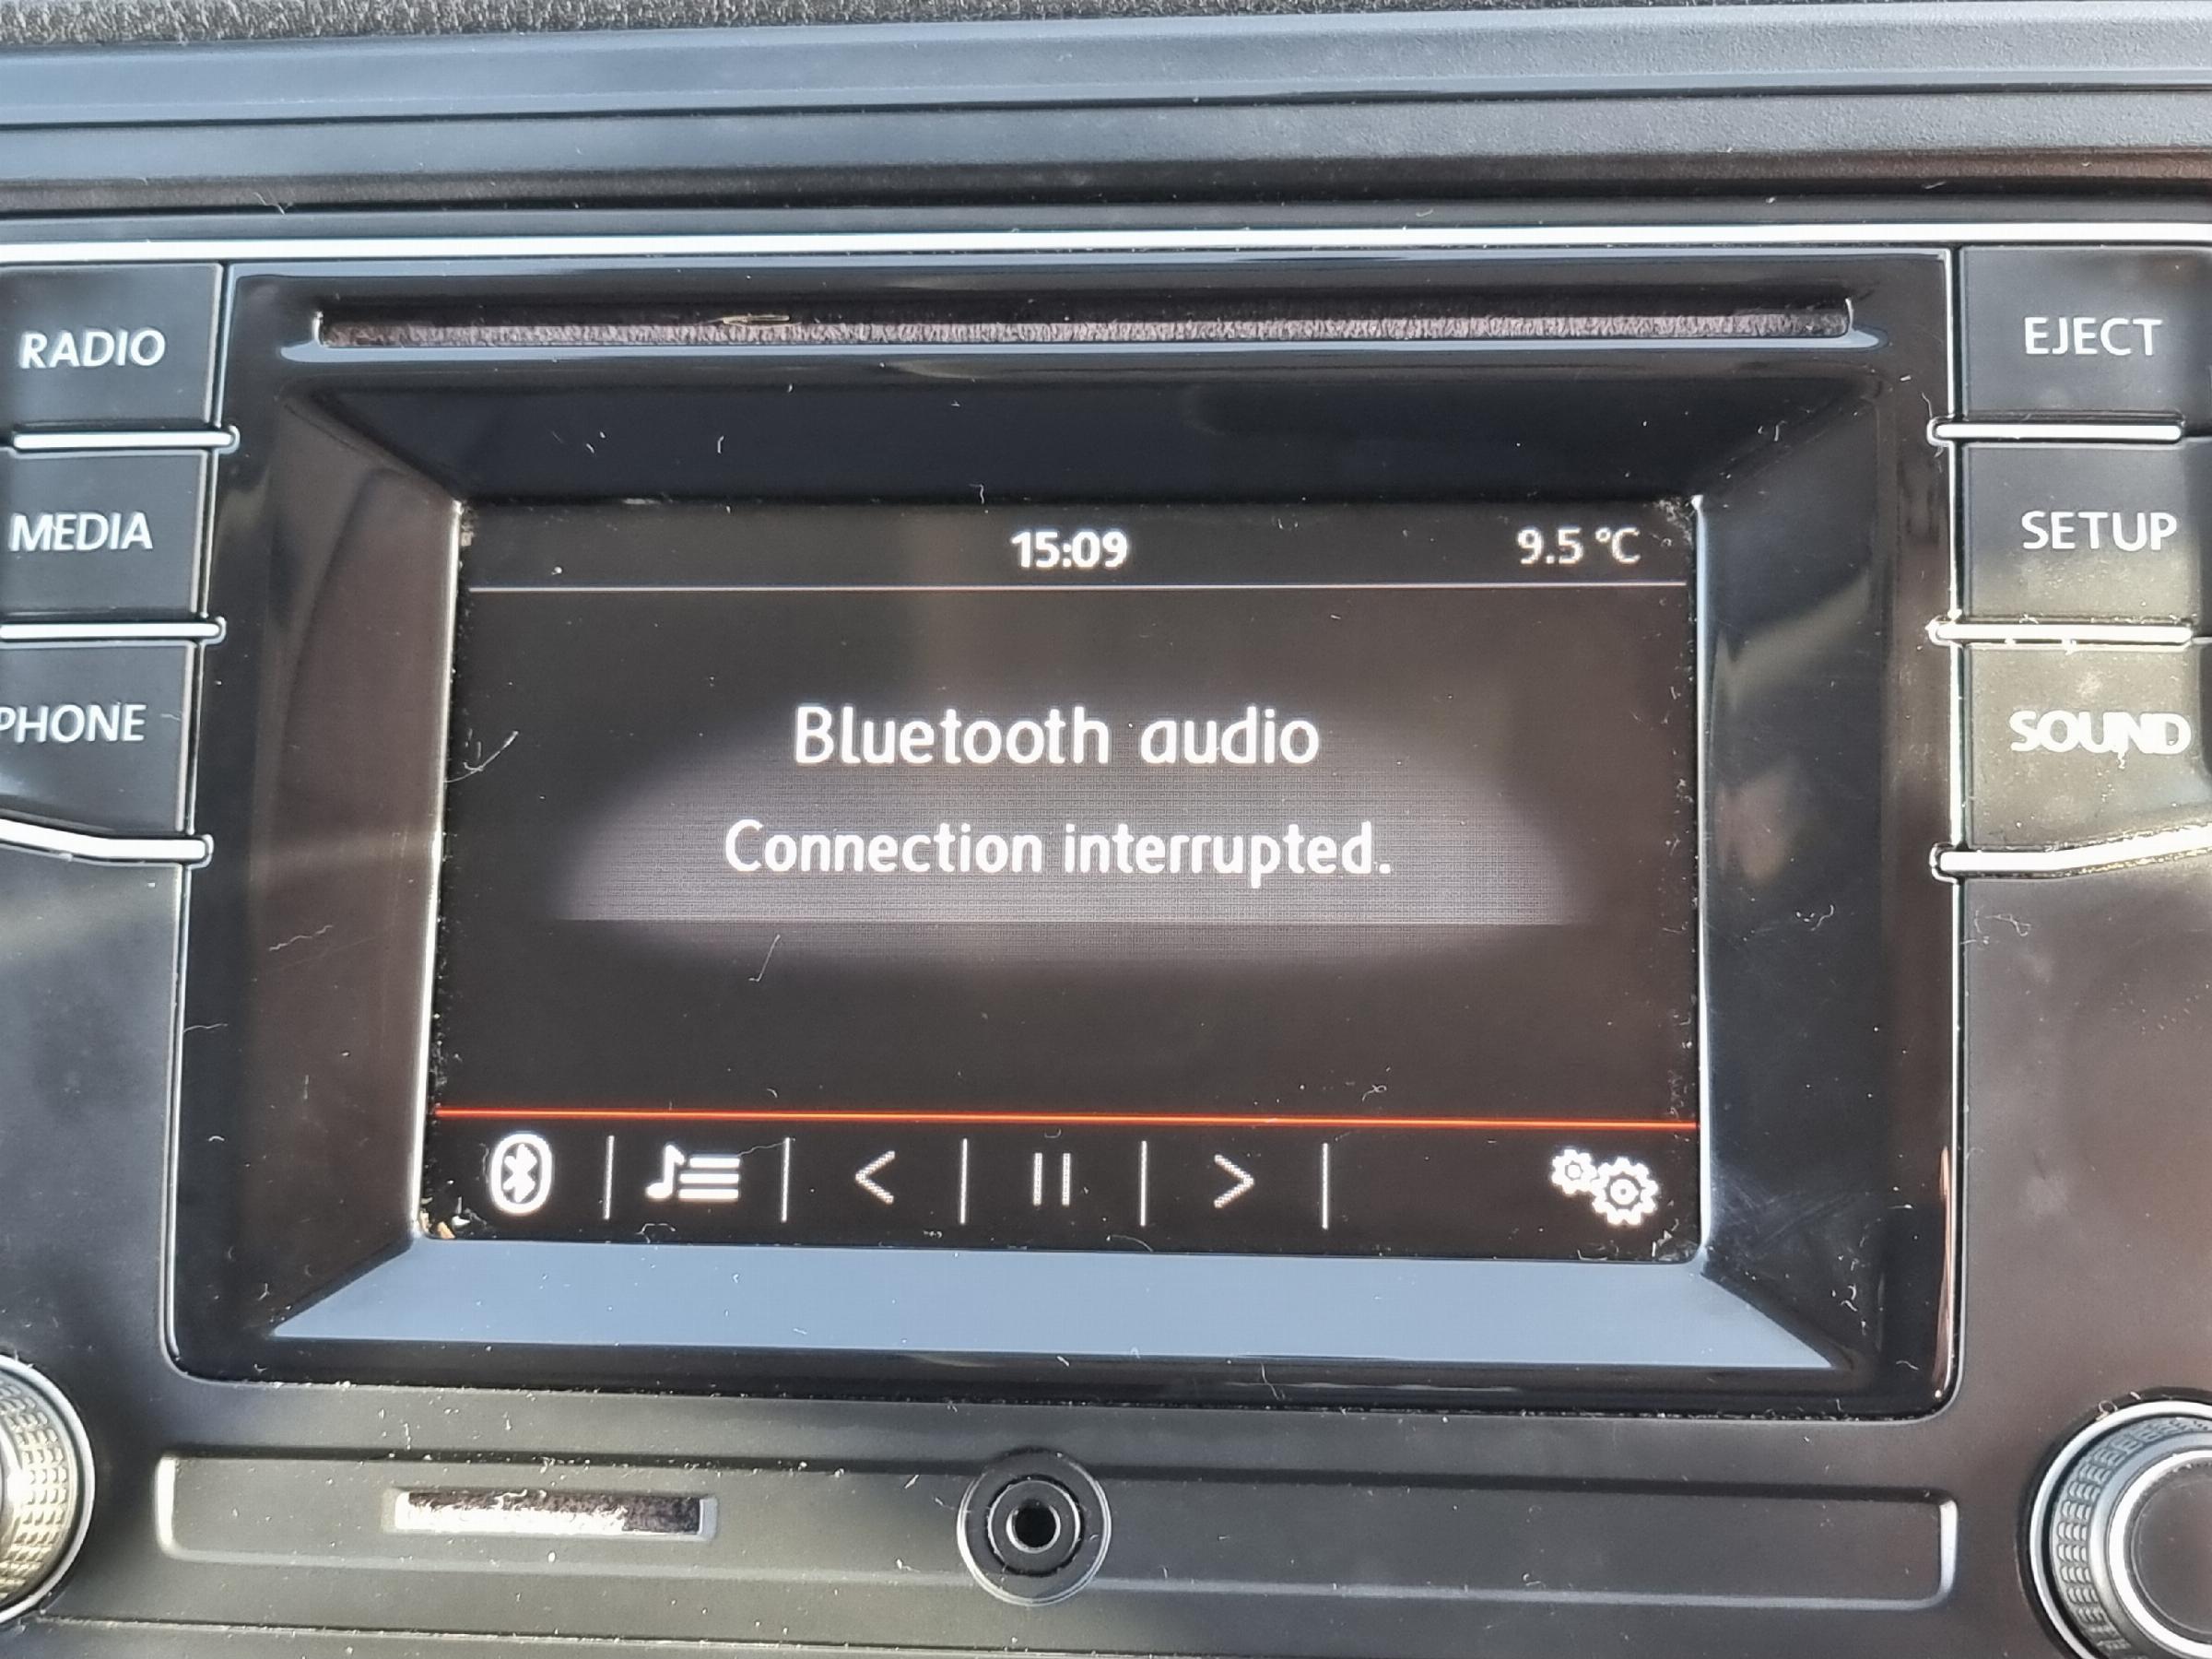 RADIO
MEDIA
PHONE
EJECT
SETUP
SOUND
15:09
9.5 °C
Bluetooth audio
Connection interrupted.